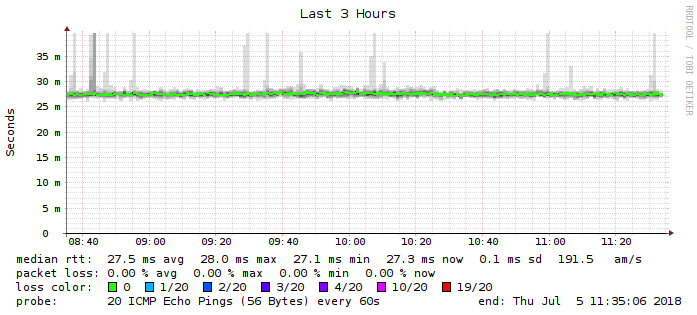 Last 3 Hours
RRDTOOL / TOBI OETIKER
Seconds
35 m
30 m
25 m
20 m
15 m
10 m
5 m
0
08:40 09:00 09:20 09:40 10:00 10:20 10:40 11:00 11:20
median rtt: 27.5 ms avg 28.0 ms max 27.1 ms min 27.3 ms now 0.1 ms sd 191.5 am/s
packet loss: 0.00 % avg 0.00 % max 0.00 % min 0.00 % now
loss color: 0 1/20 2/20 3/20 4/20 10/20 19/20
probe: 20 ICMP Echo Pings (56 Bytes) every 60s end: Thu Jul 5 11:35:06 2018